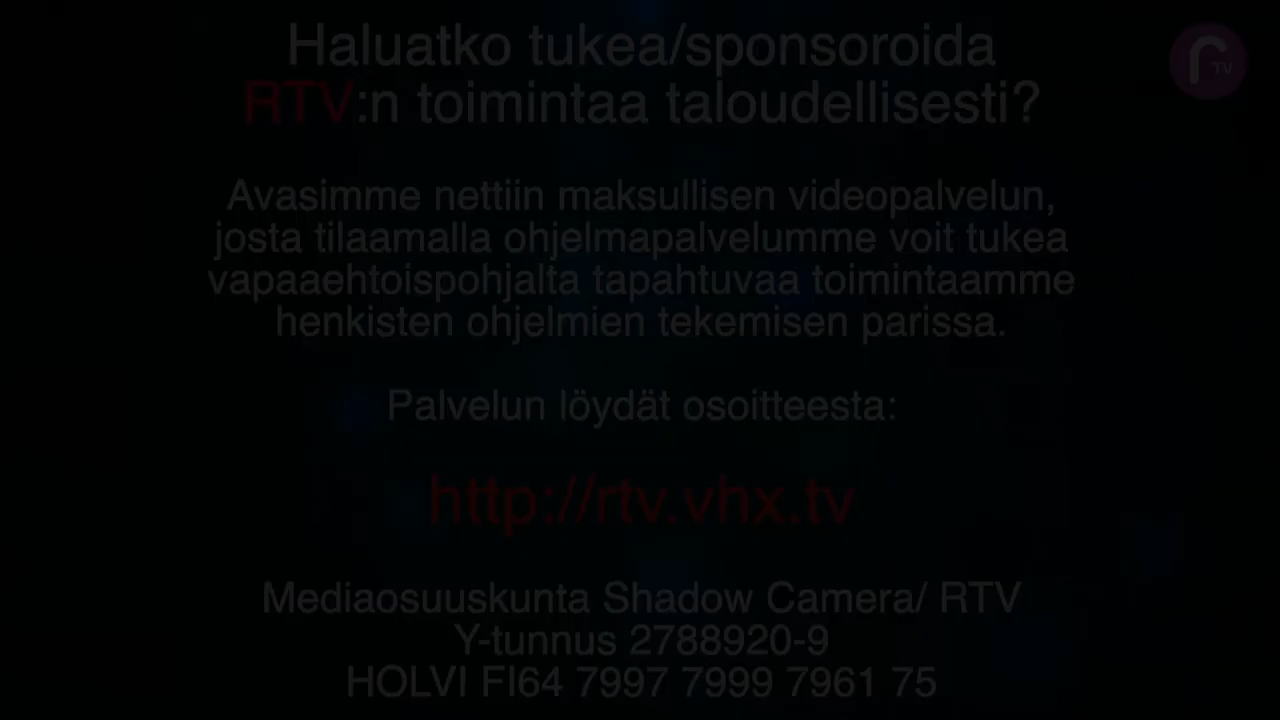 Haluatko tukea/sponsoroida
RTV:n toimintaa taloudellisesti?
Avasimme nettiin maksullisen videopalvelun,
josta tilaamalla ohjelmapalvelumme voit tukea
vapaaehtoispohjalta tapahtuvaa toimintaamme
henkisten ohjelmien tekemisen parissa.
Palvelun löydät osoitteesta:
http://rtv.vhx.tv
Mediaosuuskunta Shadow Camera/ RTV
Y-tunnus 2788920-9
HOLVI FI64 7997 7999 7961 75
r TV